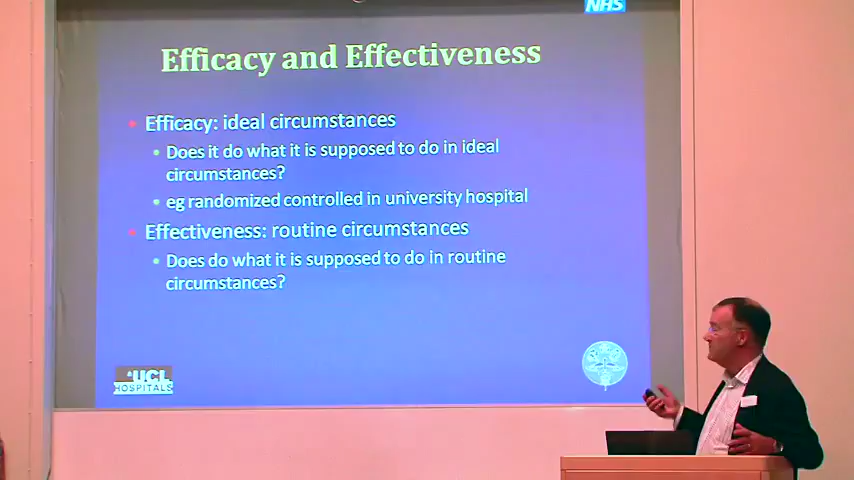 NHS
Efficacy and Effectiveness
Efficacy: ideal circumstances
Does it do what it is supposed to do in ideal
circumstances?
eg randomized controlled in university hospital
Effectiveness: routine circumstances
Does do what it is supposed to do in routine
circumstances?
UCL
HOSPITALS